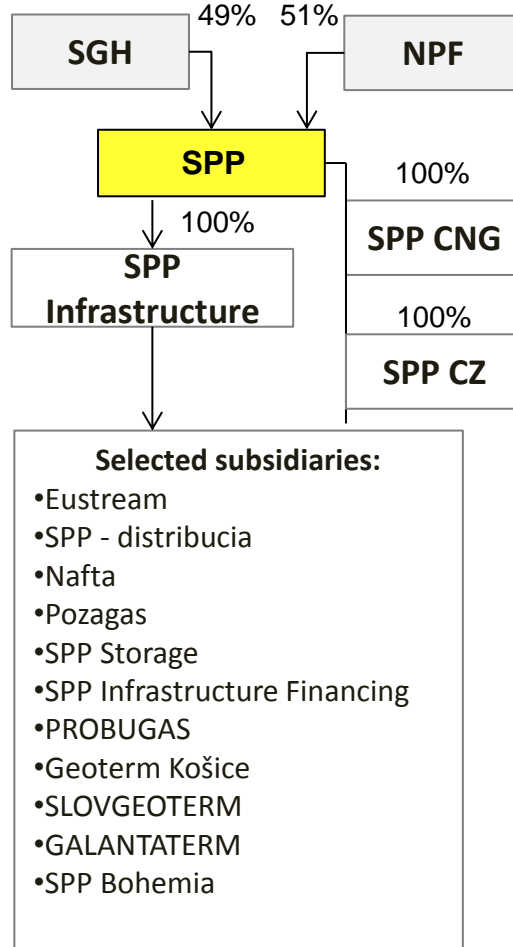 49% 51%
SGH
NPF
SPP
100%
100%
SPP CNG
SPP
Infrastructure
100%
SPP CZ
Selected subsidiaries:
•Eustream
•SPP - distribucia
•Nafta
•Pozagas
•SPP Storage
•SPP Infrastructure Financing
•PROBUGAS
•Geoterm Košice
•SLOVGEOTERM
•GALANTATERM
•SPP Bohemia